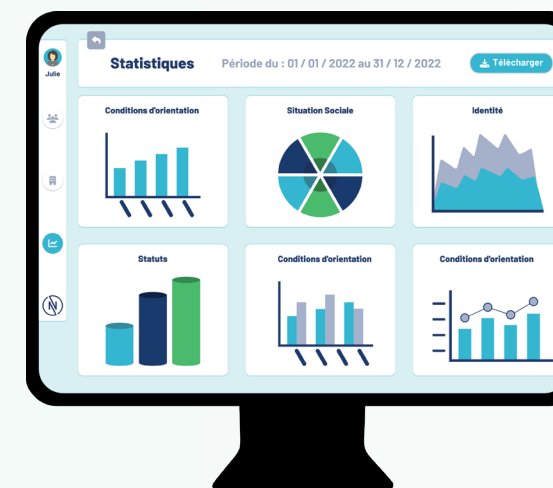 Julie
Statistiques
Période du : 01 / 01 / 2022 au 31 / 12 / 2022
Télécharger
Conditions d'orientation
Situation Sociale
Identité
Statuts
Conditions d'orientation
Conditions d'orientation
N